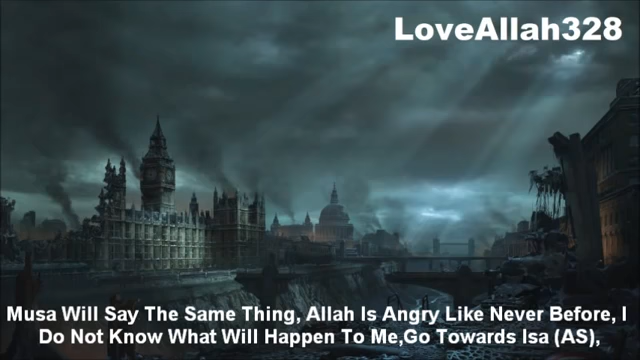 LoveAllah328
Musa Will Say The Same Thing, Allah Is Angry Like Never Before, I
Do Not Know What Will Happen To Me,Go Towards Isa (AS),